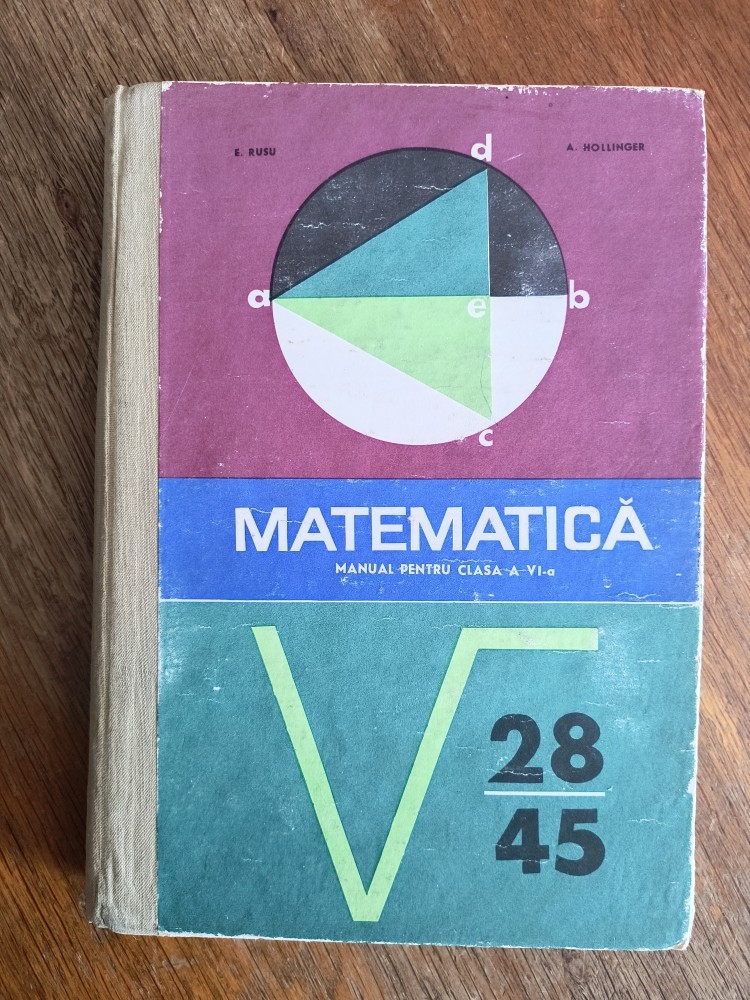 E. RUSU
A. HOLLINGER
d
a
e
b
c
MATEMATICĂ
MANUAL PENTRU CLASA A VI-a
√
28
45